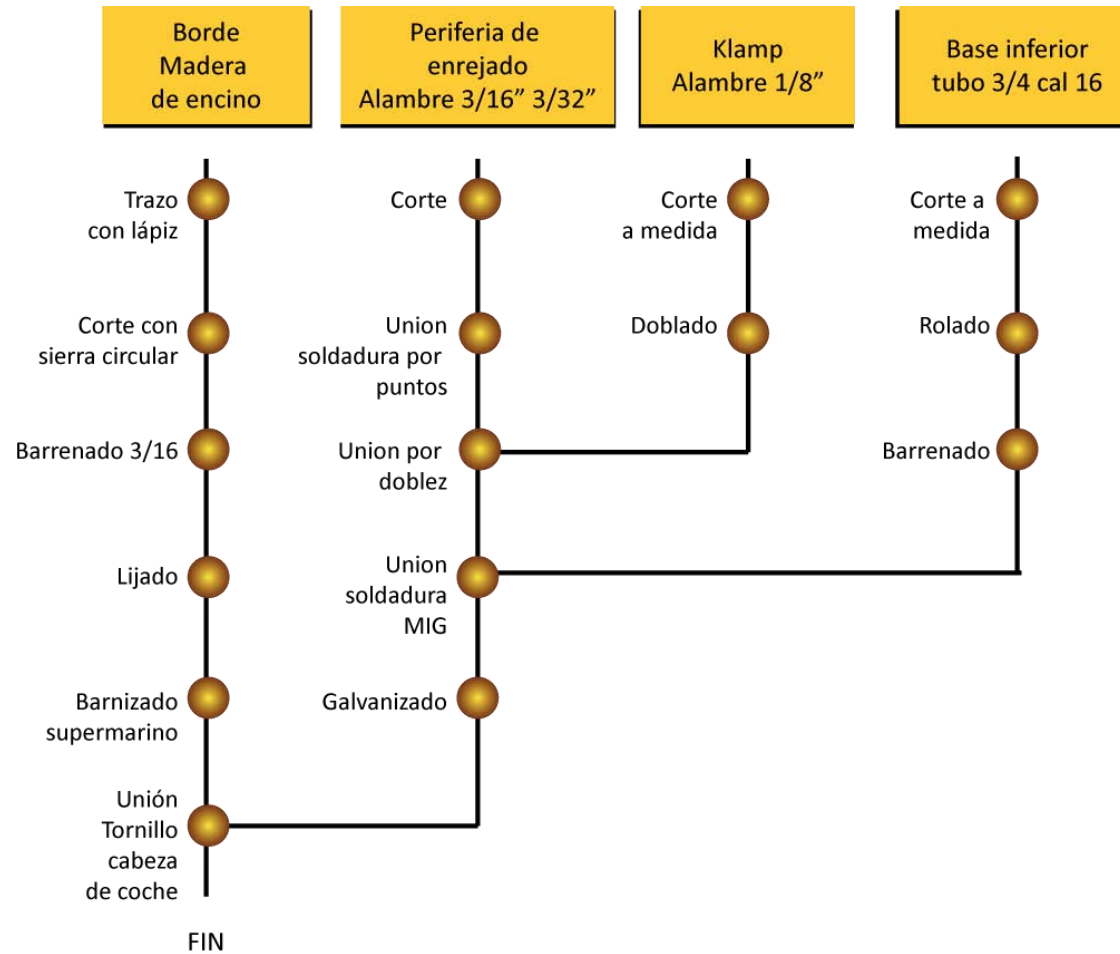 Borde
Madera
de encino
Periferia de
enrejado
Alambre 3/16” 3/32”
Klamp
Alambre 1/8”
Base inferior
tubo 3/4 cal 16
Trazo
con lápiz
Corte con
sierra circular
Barrenado 3/16
Lijado
Barnizado
supermarino
Unión
Tornillo
cabeza
de coche
FIN
Corte
Union
soldadura por
puntos
Union por
doblez
Union
soldadura
MIG
Galvanizado
Corte
a medida
Doblado
Corte a
medida
Rolado
Barrenado